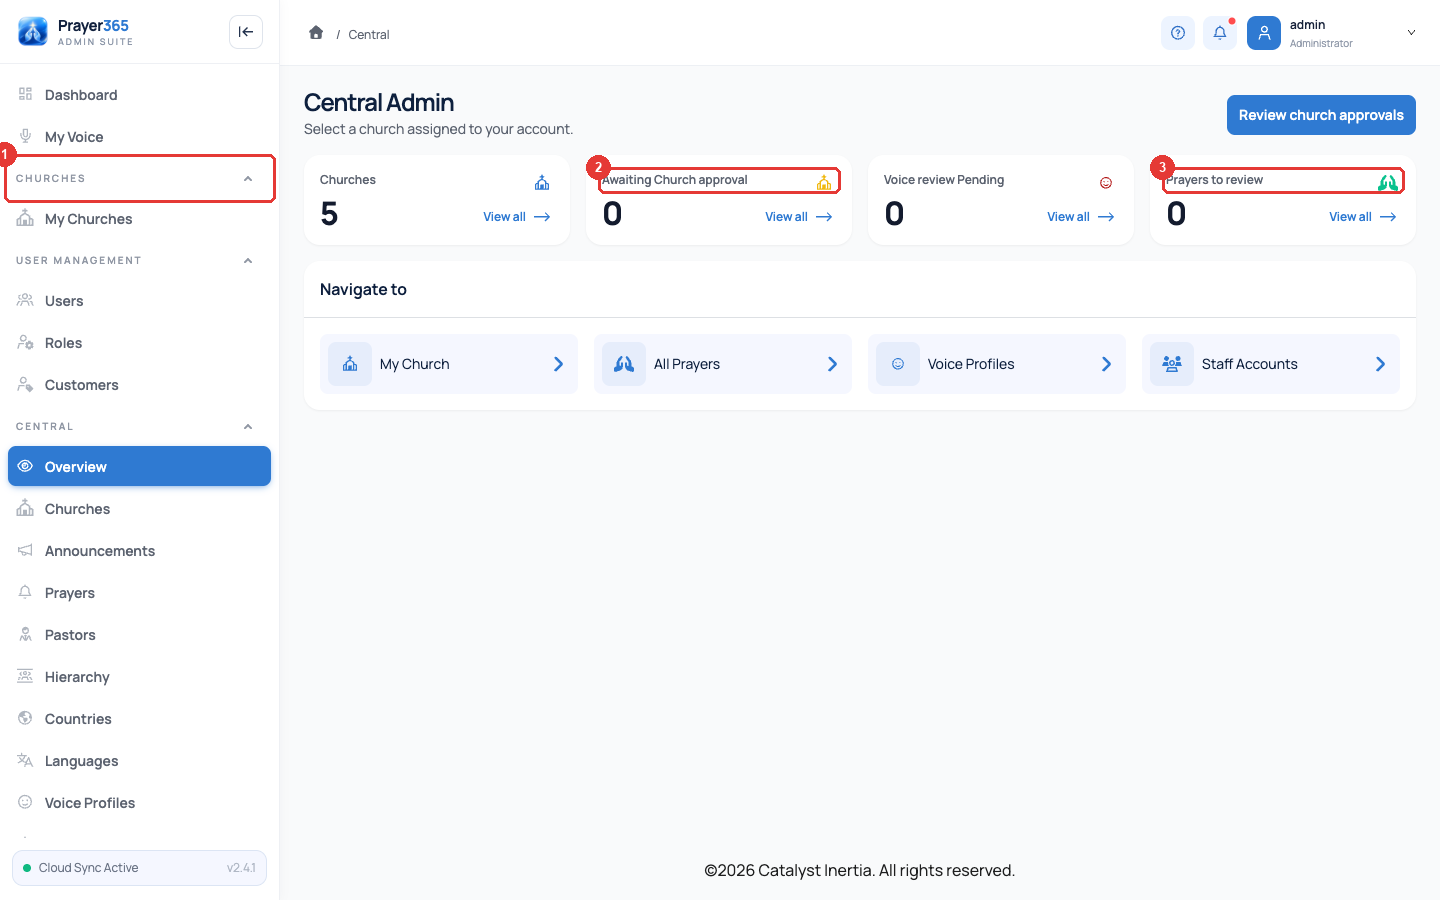 Prayer365
ADMIN SUITE
Dashboard
My Voice
1
CHURCHES
My Churches
USER MANAGEMENT
Users
Roles
Customers
CENTRAL
Overview
Churches
Announcements
Prayers
Pastors
Hierarchy
Countries
Languages
Voice Profiles
Cloud Sync Active v2.4.1
/ Central
admin
Administrator
Central Admin
Select a church assigned to your account.
Review church approvals
Churches
5
View all
2
Awaiting Church approval
0
View all
Voice review Pending
0
View all
3
Prayers to review
0
View all
Navigate to
My Church
All Prayers
Voice Profiles
Staff Accounts
©2026 Catalyst Inertia. All rights reserved.